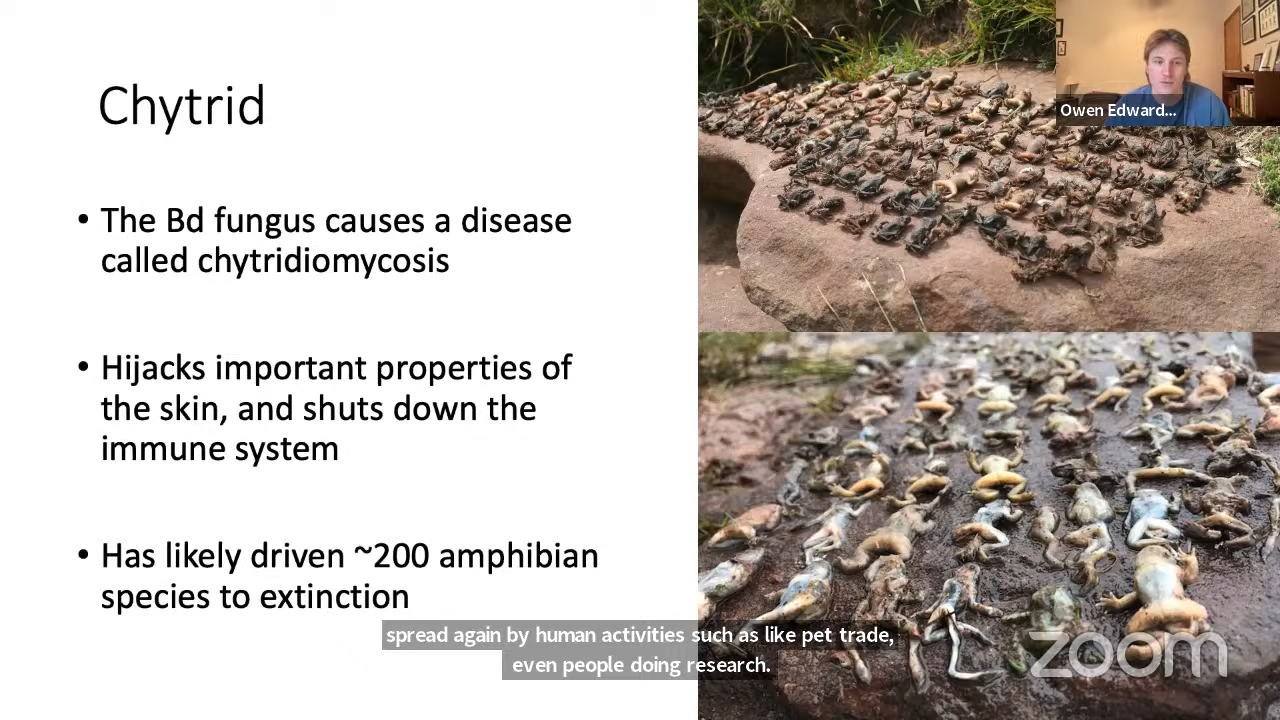 Chytrid
• The Bd fungus causes a disease
called chytridiomycosis
• Hijacks important properties of
the skin, and shuts down the
immune system
• Has likely driven ~200 amphibian
species to extinction
Owen Edward...
spread again by human activities such as like pet trade,
even people doing research.
zoom